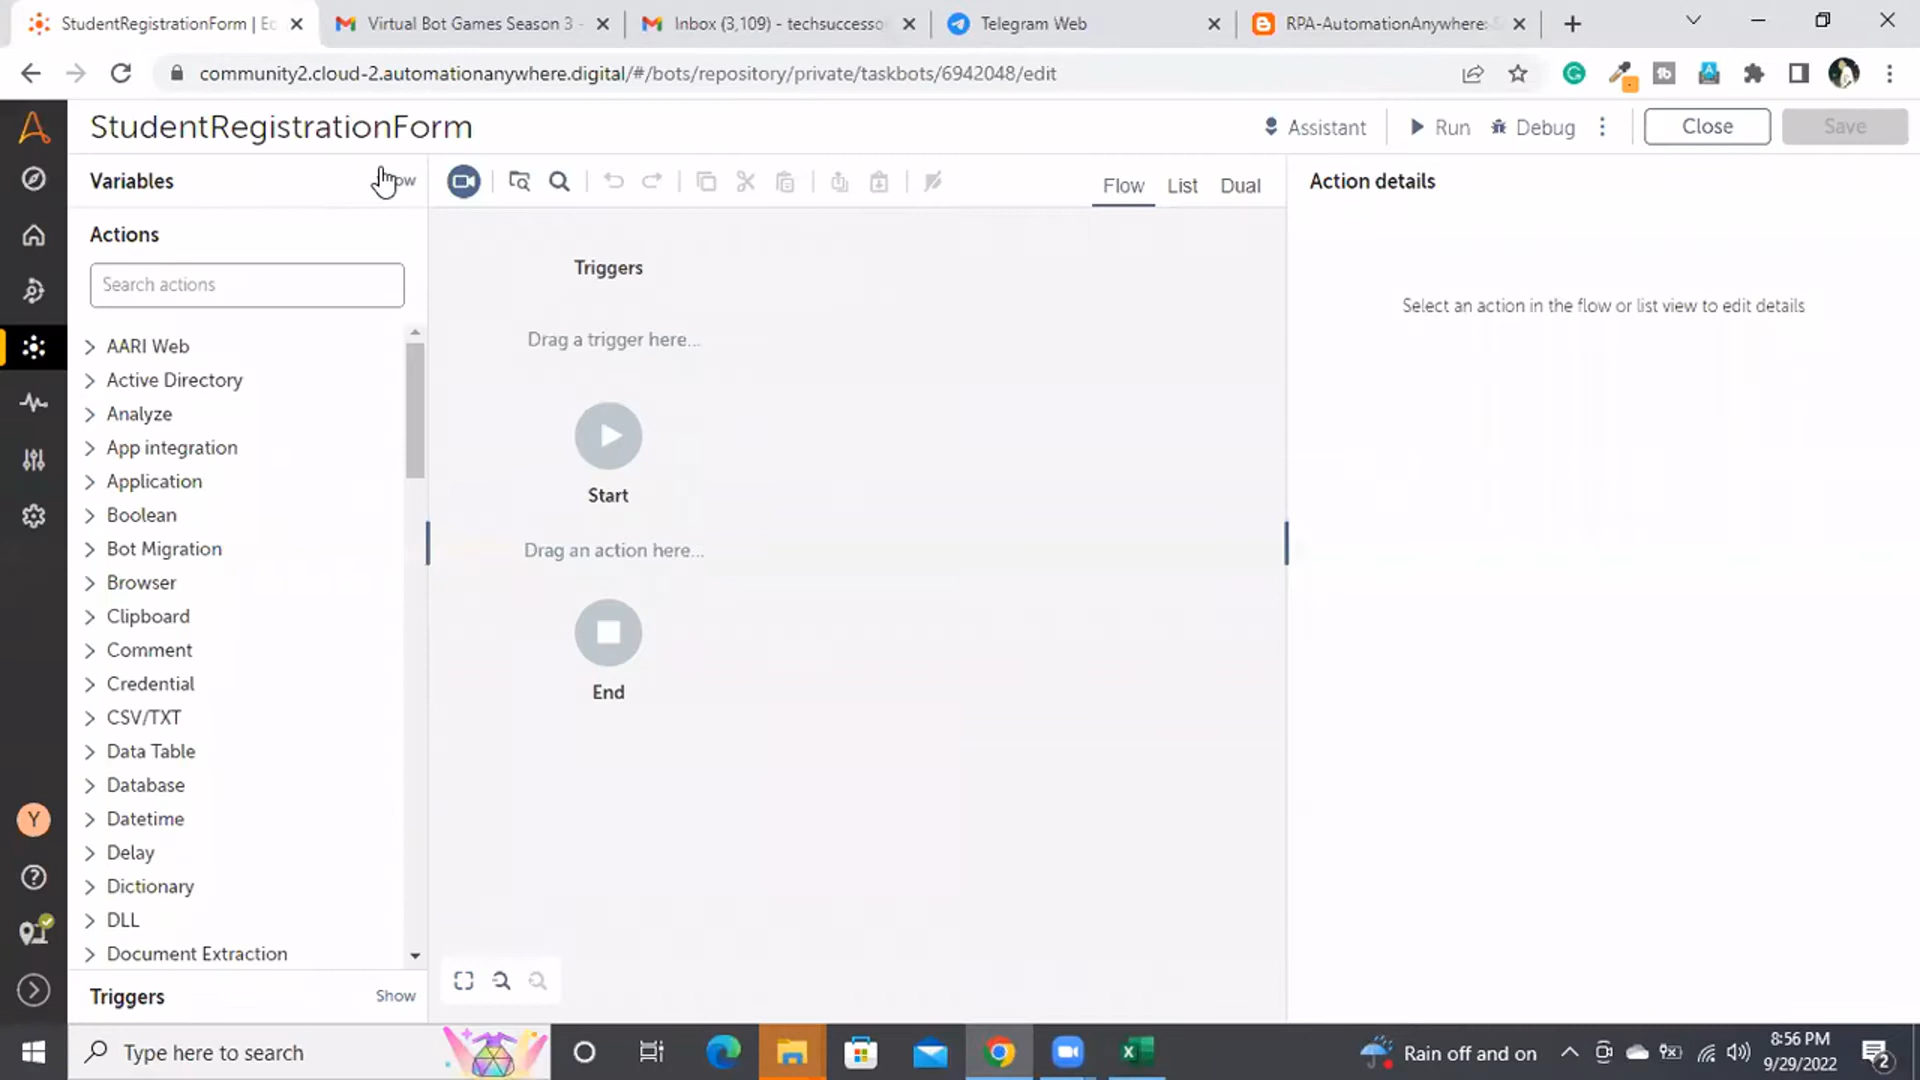 StudentRegistrationForm | Ec
Virtual Bot Games Season 3 -
Inbox (3,109) - techsuccesso
Telegram Web
RPA-AutomationAnywhere: S
community2.cloud-2.automationanywhere.digital/#/bots/repository/private/taskbots/6942048/edit
StudentRegistrationForm
Assistant
Run
Debug
Close
Save
Variables
Flow
List
Dual
Action details
Actions
Search actions
AARI Web
Active Directory
Analyze
App integration
Application
Boolean
Bot Migration
Browser
Clipboard
Comment
Credential
CSV/TXT
Data Table
Database
Datetime
Delay
Dictionary
DLL
Document Extraction
Triggers
Show
Triggers
Drag a trigger here...
Start
Drag an action here...
End
Select an action in the flow or list view to edit details
Y
Type here to search
Rain off and on
8:56 PM
9/29/2022
2